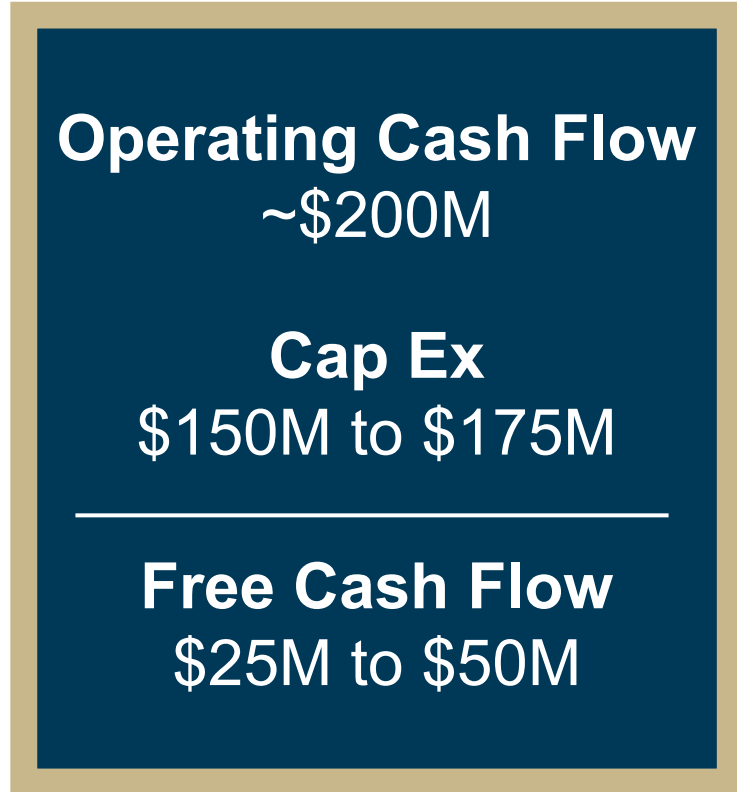 Operating Cash Flow
~$200M
Cap Ex
$150M to $175M
Free Cash Flow
$25M to $50M